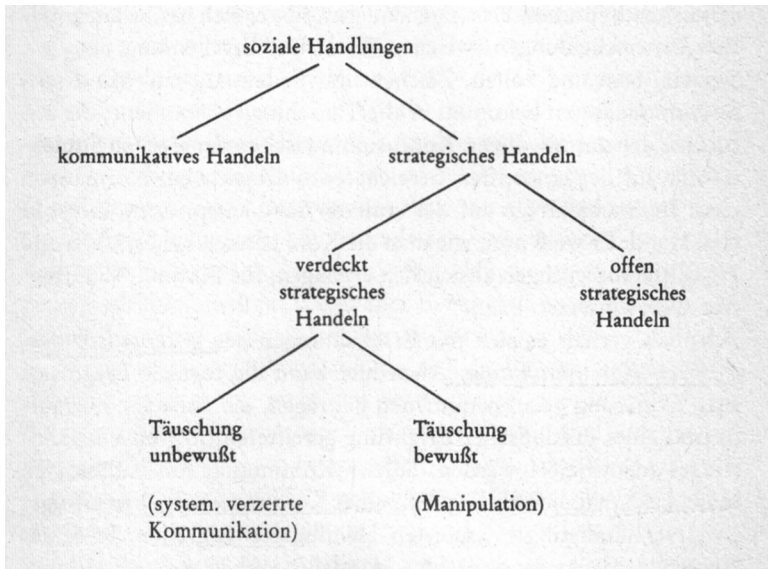 soziale Handlungen
kommunikatives Handeln
strategisches Handeln
verdeckt
strategisches
Handeln
offen
strategisches
Handeln
Täuschung
unbewußt
(system. verzerrte
Kommunikation)
Täuschung
bewußt
(Manipulation)